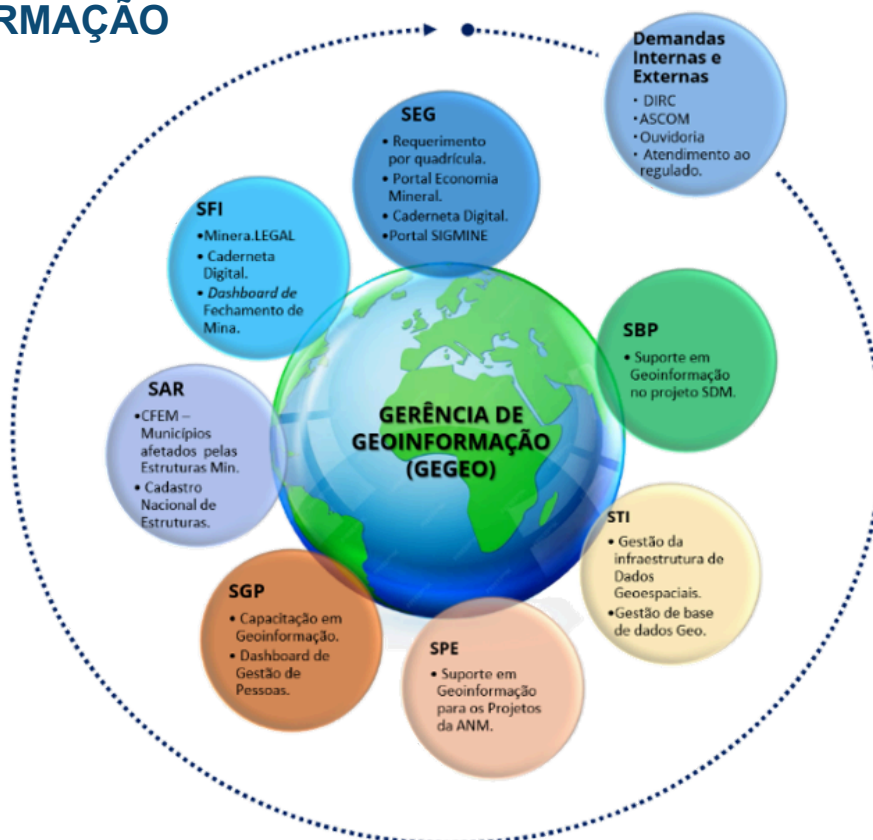 RMAÇÃO
Demandas
Internas e
Externas
• DIRC
•ASCOM
•Ouvidoria
• Atendimento ao
regulado.
SEG
• Requerimento
por quadrícula.
• Portal Economia
Mineral.
• Caderneta Digital.
•Portal SIGMINE
SFI
•Minera.LEGAL
• Caderneta
Digital.
• Dashboard de
Fechamento de
Mina.
SBP
• Suporte em
Geoinformação
no projeto SDM.
SAR
•CFEM –
Municípios
afetados pelas
Estruturas Min.
• Cadastro
Nacional de
Estruturas.
GERÊNCIA DE
GEOINFORMAÇÃO
(GEGEO)
STI
• Gestão da
infraestrutura de
Dados
Geoespaciais.
•Gestão de base
de dados Geo.
SGP
• Capacitação em
Geoinformação.
• Dashboard de
Gestão de
Pessoas.
SPE
• Suporte em
Geoinformação
para os Projetos
da ANM.